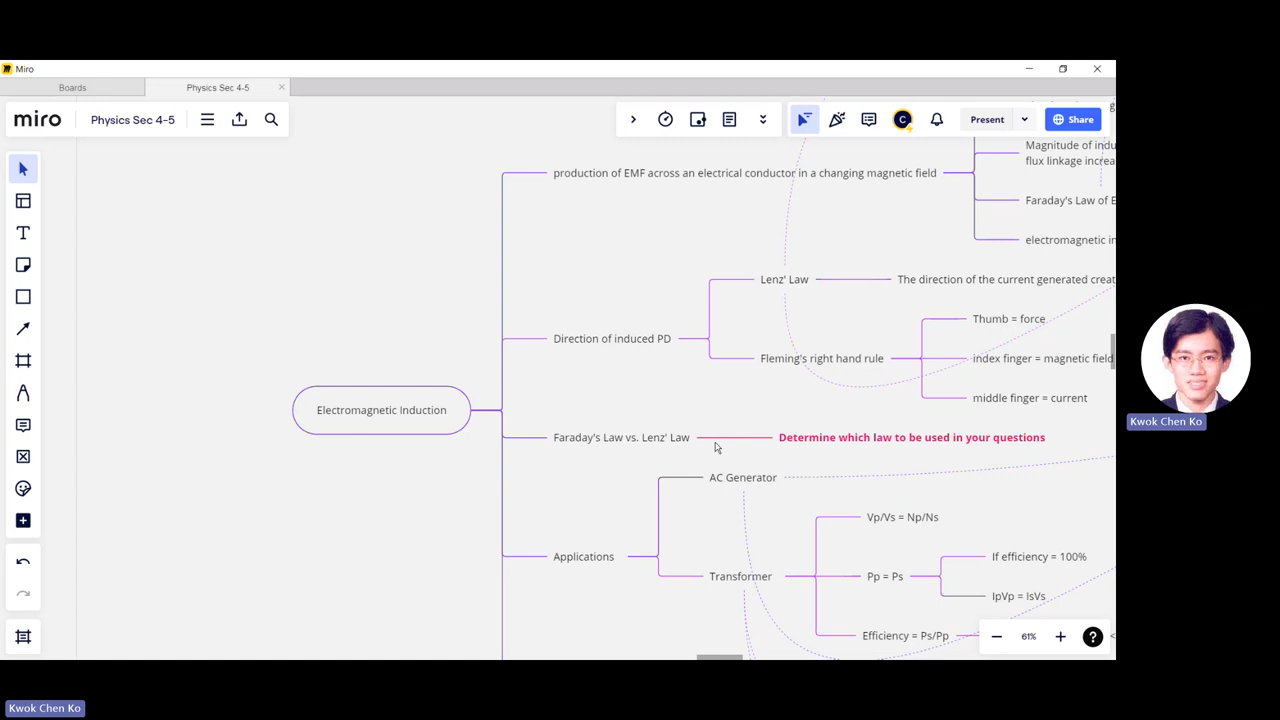 Miro
Boards
Physics Sec 4-5
miro
Physics Sec 4-5
Present
Share
C
Magnitude of indu
flux linkage increa
production of EMF across an electrical conductor in a changing magnetic field
Faraday's Law of E
electromagnetic in
Lenz' Law
The direction of the current generated creat
Thumb = force
Direction of induced PD
Fleming's right hand rule
index finger = magnetic field
middle finger = current
Electromagnetic Induction
Faraday's Law vs. Lenz' Law
Determine which law to be used in your questions
AC Generator
Vp/Vs = Np/Ns
Applications
If efficiency = 100%
Transformer
Pp = Ps
IpVp = IsVs
Efficiency = Ps/Pp
<
61%
?
Kwok Chen Ko
Kwok Chen Ko